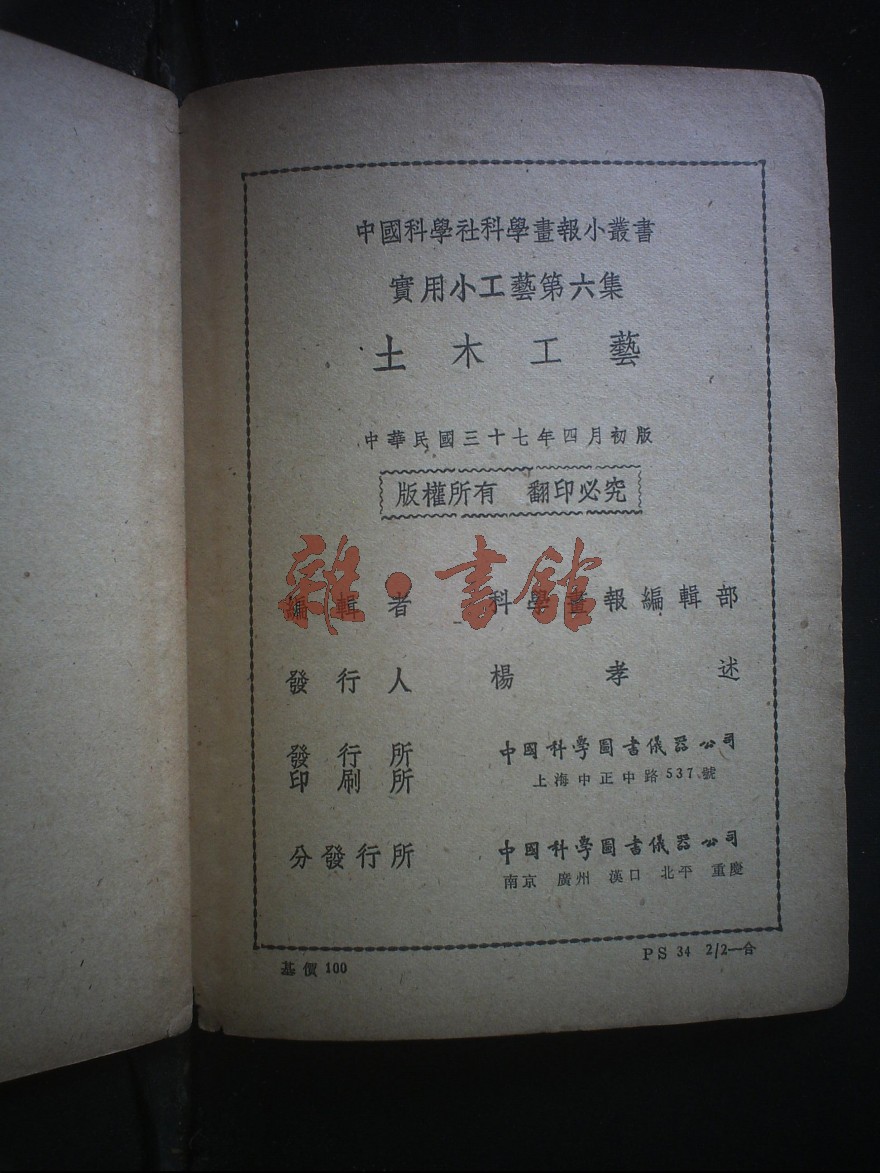 中國科學社科學畫報小叢書
實用小工藝第六集
土木工藝
中華民國三十七年四月初版
版權所有 翻印必究
雜·書館
編輯者 科學畫報編輯部
發行人 楊孝述
發行所 中國科學圖書儀器公司
印刷所 上海中正中路537號
分發行所 中國科學圖書儀器公司
南京 廣州 漢口 北平 重慶
基價100 PS 34 2/2—合